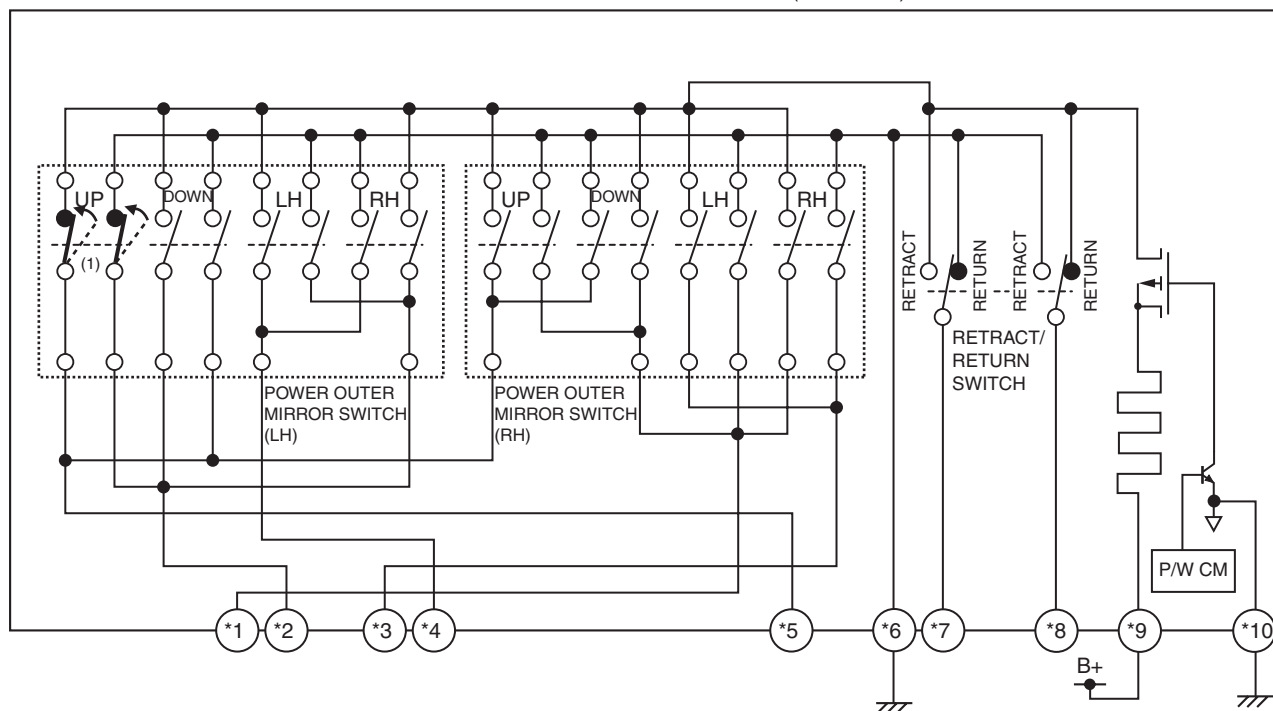 UP
DOWN
LH
RH
UP
DOWN
LH
RH
(1)
RETRACT
RETURN
RETRACT
RETURN
RETRACT/
RETURN
SWITCH
POWER OUTER
MIRROR SWITCH
(LH)
POWER OUTER
MIRROR SWITCH
(RH)
P/W CM
*1
*2
*3
*4
*5
*6
*7
*8
*9
*10
B+